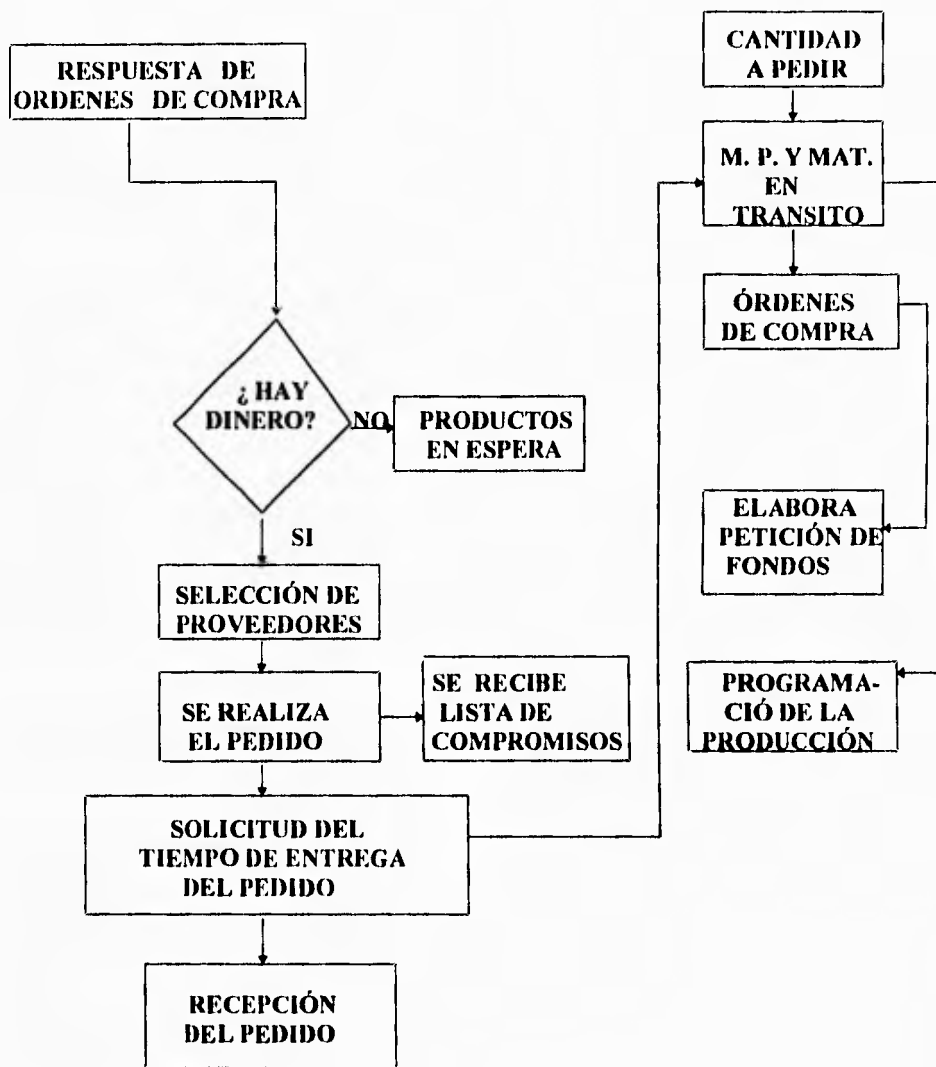 RESPUESTA DE
ORDENES DE COMPRA
¿ HAY
DINERO?
NO
PRODUCTOS
EN ESPERA
SI
SELECCIÓN DE
PROVEEDORES
SE REALIZA
EL PEDIDO
SE RECIBE
LISTA DE
COMPROMISOS
SOLICITUD DEL
TIEMPO DE ENTREGA
DEL PEDIDO
RECEPCIÓN
DEL PEDIDO
CANTIDAD
A PEDIR
M. P. Y MAT.
EN
TRANSITO
ÓRDENES
DE COMPRA
ELABORA
PETICIÓN DE
FONDOS
PROGRAMA-
CIÓ DE LA
PRODUCCIÓN